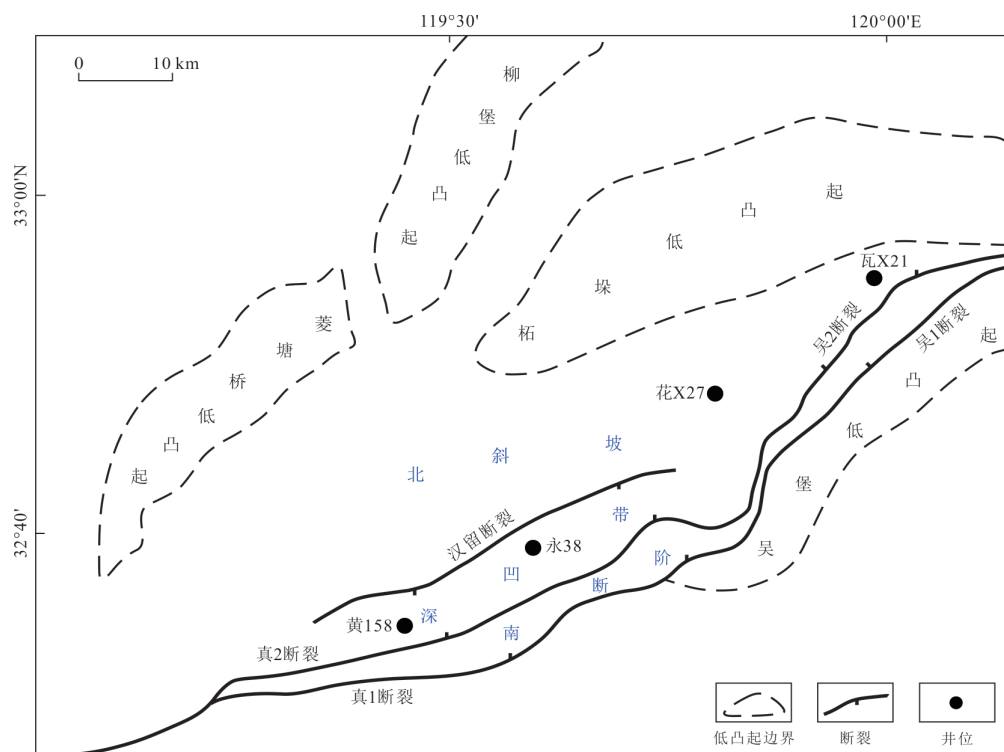 119°30'
120°00'E
0
10 km
33°00'N
32°40'
柳堡低凸起
柘垛低凸起
菱塘桥低凸起
瓦X21
吴2断裂
吴1断裂
吴堡低凸起
花X27
北斜坡
汉留断裂
永38
深凹带
南断阶
黄158
真2断裂
真1断裂
低凸起边界
断裂
井位